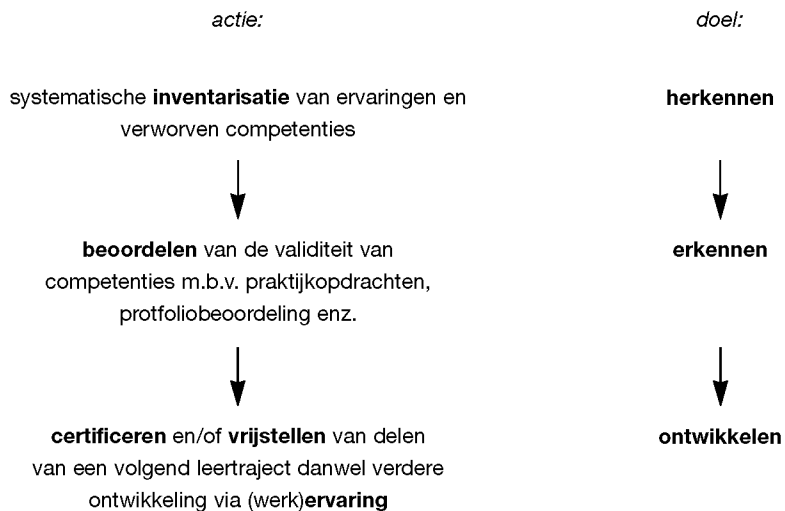 actie:
doel:
systematische inventarisatie van ervaringen en
verworven competenties
herkennen
beoordelen van de validiteit van
competenties m.b.v. praktijkopdrachten,
protfoliobeoordeling enz.
erkennen
certificeren en/of vrijstellen van delen
van een volgend leertraject danwel verdere
ontwikkeling via (werk)ervaring
ontwikkelen